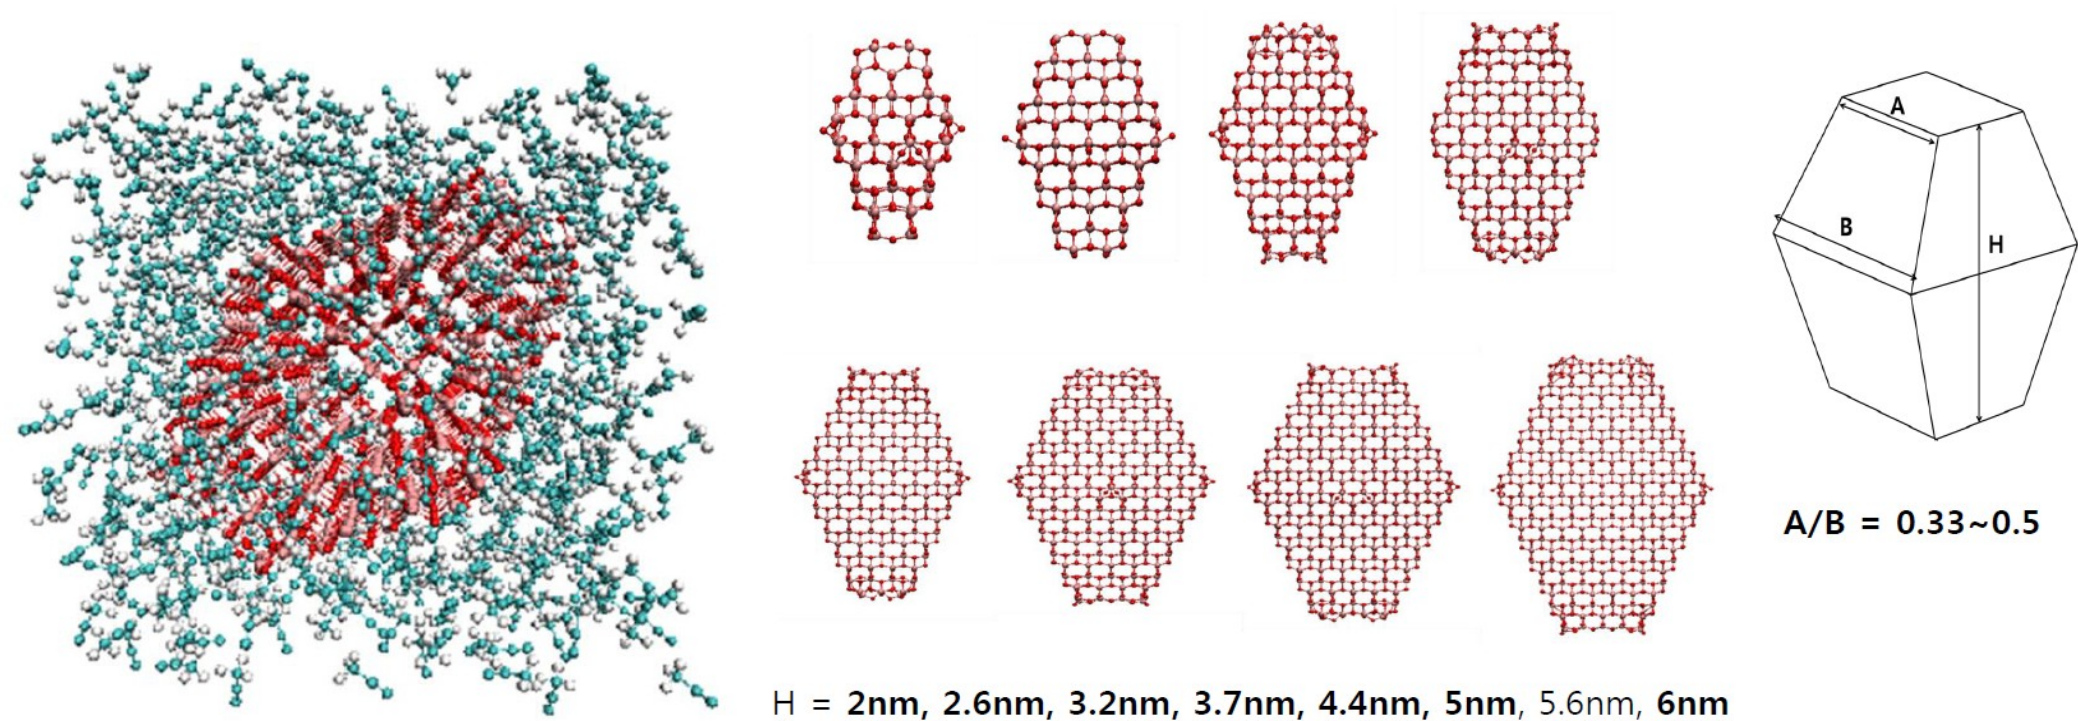 A
B
H
A/B = 0.33~0.5
H = 2nm, 2.6nm, 3.2nm, 3.7nm, 4.4nm, 5nm, 5.6nm, 6nm